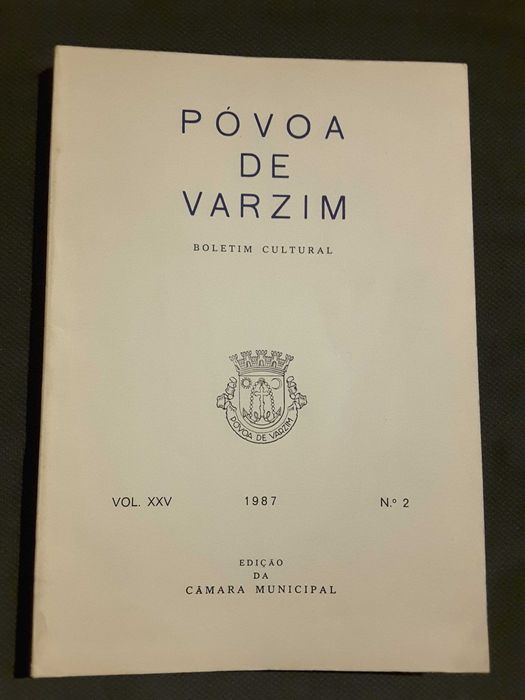 PÓVOA
DE
VARZIM
BOLETIM CULTURAL
PÓVOA DE VARZIM
VOL. XXV 1987 N.º 2
EDIÇÃO
DA
CÂMARA MUNICIPAL